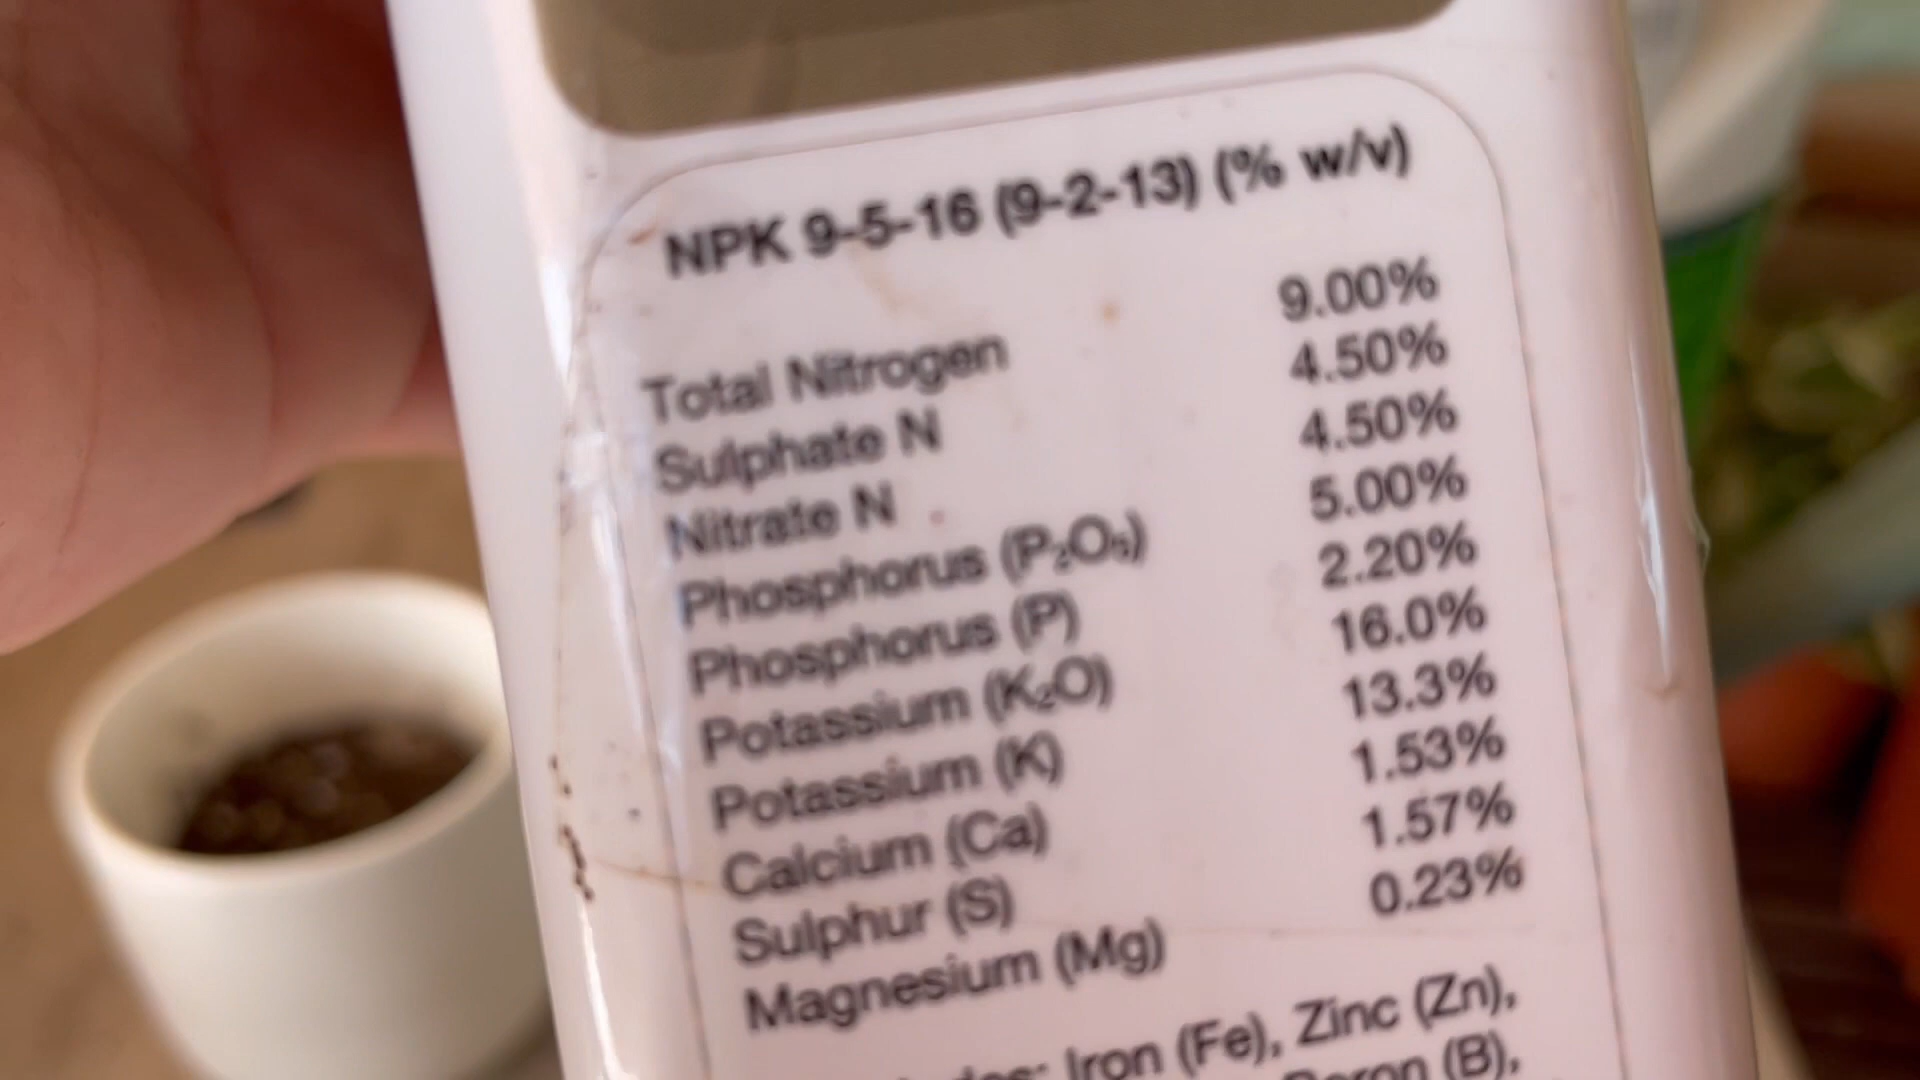 NPK 9-5-16 (9-2-13) (% w/v)
Total Nitrogen 9.00%
Sulphate N 4.50%
Nitrate N 4.50%
Phosphorus (P₂O₅) 5.00%
Phosphorus (P) 2.20%
Potassium (K₂O) 16.0%
Potassium (K) 13.3%
Calcium (Ca) 1.53%
Sulphur (S) 1.57%
Magnesium (Mg) 0.23%
Iron (Fe), Zinc (Zn),
(B),